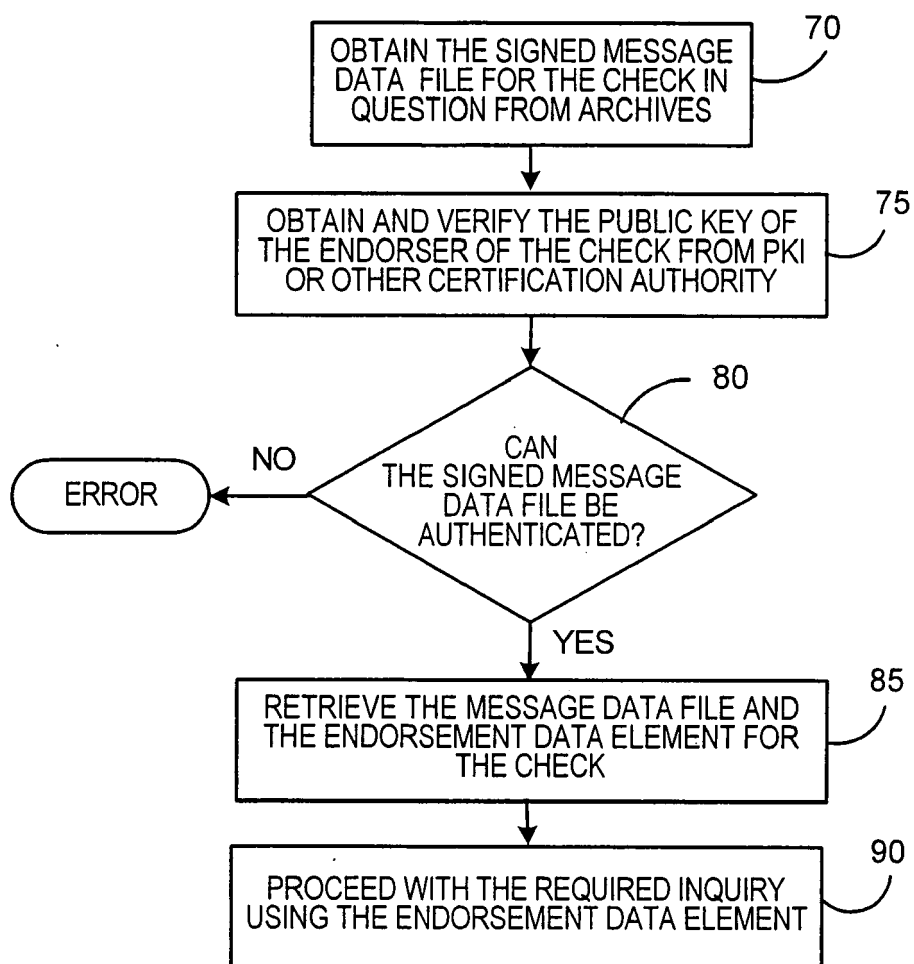 70
OBTAIN THE SIGNED MESSAGE
DATA FILE FOR THE CHECK IN
QUESTION FROM ARCHIVES
75
OBTAIN AND VERIFY THE PUBLIC KEY OF
THE ENDORSER OF THE CHECK FROM PKI
OR OTHER CERTIFICATION AUTHORITY
80
CAN
THE SIGNED MESSAGE
DATA FILE BE
AUTHENTICATED?
NO
ERROR
YES
85
RETRIEVE THE MESSAGE DATA FILE AND
THE ENDORSEMENT DATA ELEMENT FOR
THE CHECK
90
PROCEED WITH THE REQUIRED INQUIRY
USING THE ENDORSEMENT DATA ELEMENT